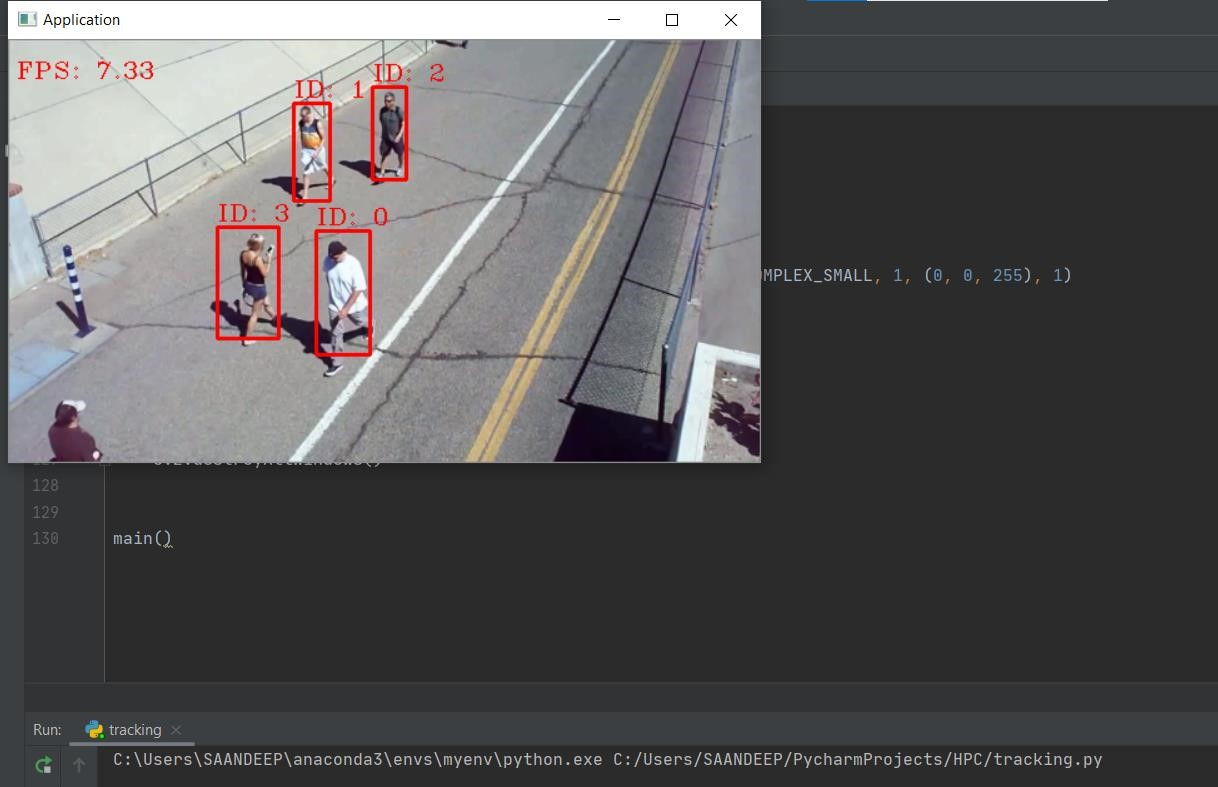 Application
FPS: 7.33
ID: 1
ID: 2
ID: 3
ID: 0
MPLEX_SMALL, 1, (0, 0, 255), 1)
128
129
130 main()
Run: tracking
C:\Users\SAANDEEP\anaconda3\envs\myenv\python.exe C:/Users/SAANDEEP/PycharmProjects/HPC/tracking.py